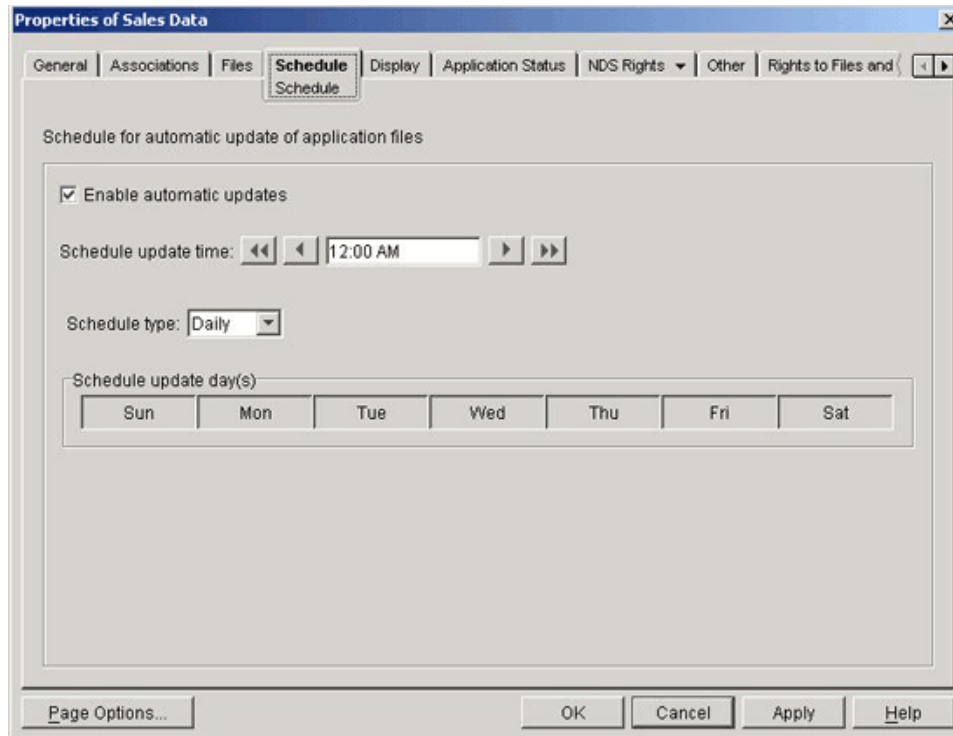 Properties of Sales Data
General Associations Files Schedule Display Application Status NDS Rights Other Rights to Files and
Schedule
Schedule for automatic update of application files
Enable automatic updates
Schedule update time: 12:00 AM
Schedule type: Daily
Schedule update day(s)
Sun Mon Tue Wed Thu Fri Sat
Page Options... OK Cancel Apply Help